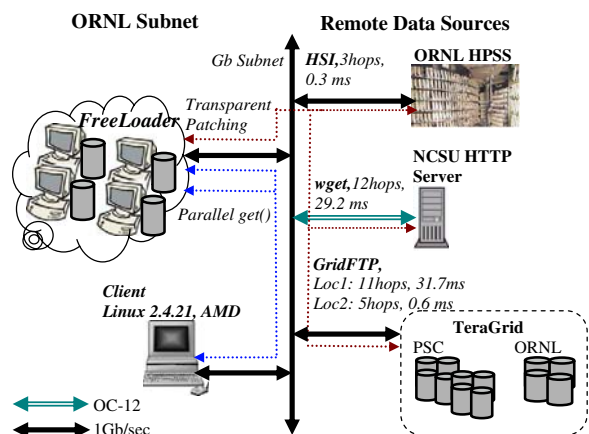 ORNL Subnet
Remote Data Sources
Gb Subnet
HSI,3hops,
0.3 ms
ORNL HPSS
FreeLoader
Transparent
Patching
NCSU HTTP
Server
wget,12hops,
29.2 ms
Parallel get()
GridFTP,
Loc1: 11hops, 31.7ms
Loc2: 5hops, 0.6 ms
Client
Linux 2.4.21, AMD
TeraGrid
PSC
ORNL
OC-12
1Gb/sec